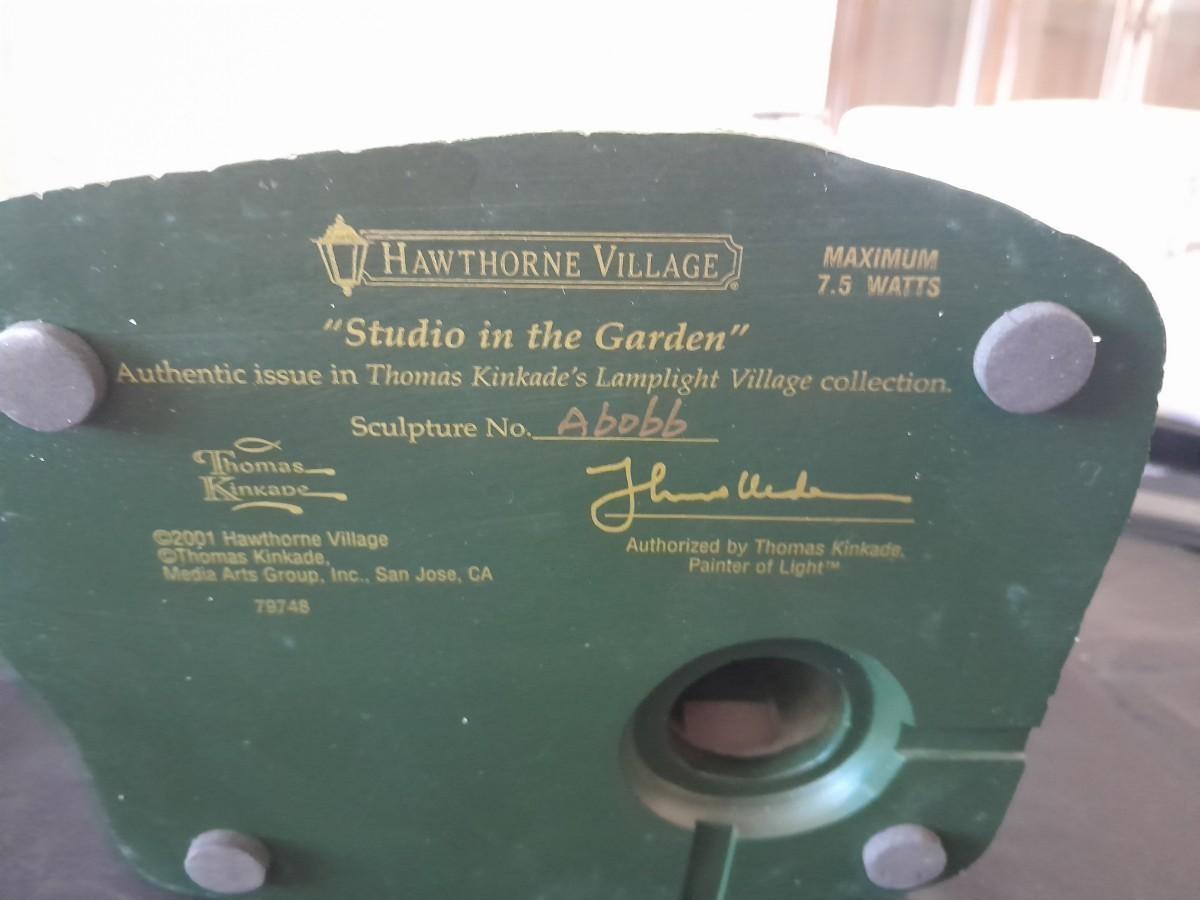 HAWTHORNE VILLAGE
MAXIMUM
7.5 WATTS
"Studio in the Garden"
Authentic issue in Thomas Kinkade's Lamplight Village collection.
Sculpture No. A6066
Thomas
Kinkade
©2001 Hawthorne Village
©Thomas Kinkade,
Media Arts Group, Inc., San Jose, CA
79748
Authorized by Thomas Kinkade,
Painter of Light™